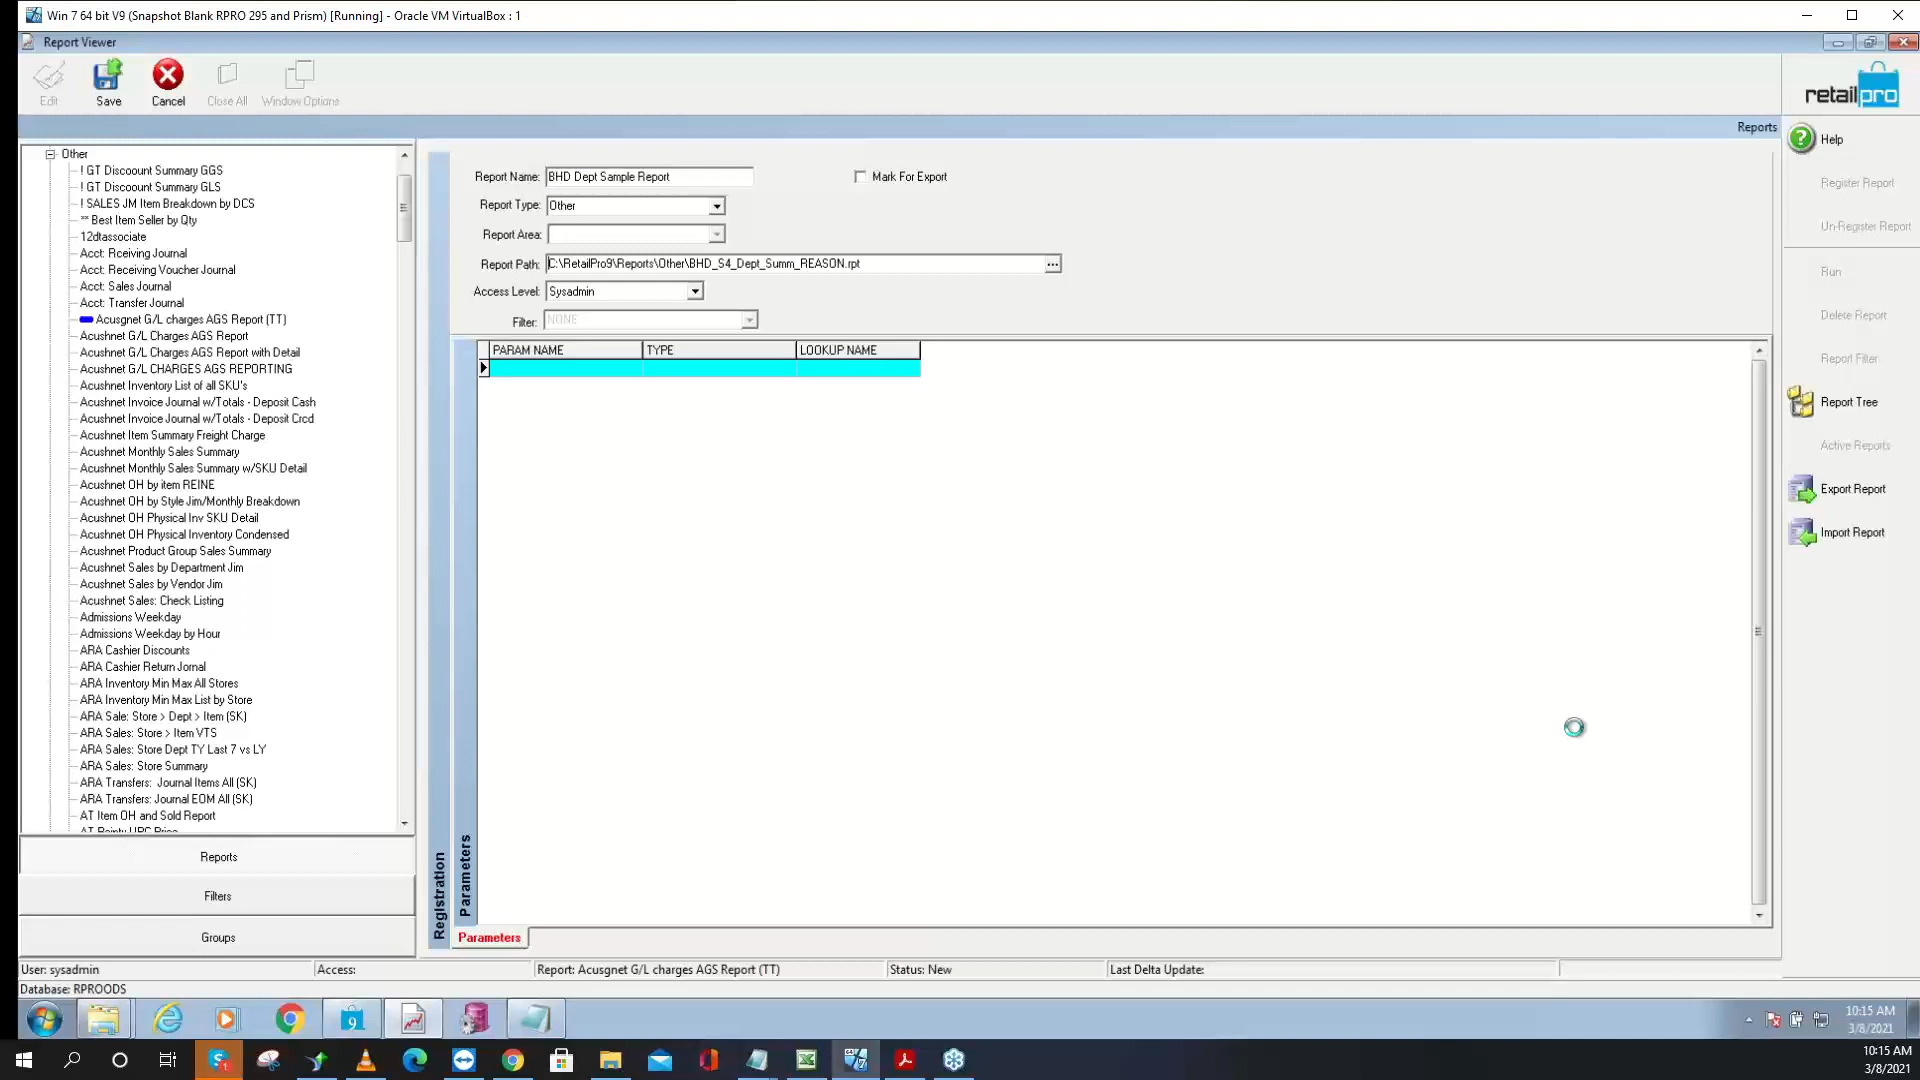 Win 7 64 bit V9 (Snapshot Blank RPRO 295 and Prism) [Running] - Oracle VM VirtualBox : 1
Report Viewer
Edit
Save
Cancel
Close All
Window Options
retailpro
Reports
Other
! GT Discoount Summary GGS
! GT Discoount Summary GLS
! SALES JM Item Breakdown by DCS
** Best Item Seller by Qty
12dtassociate
Acct: Rceiving Journal
Acct: Receiving Voucher Journal
Acct: Sales Journal
Acct: Transfer Journal
Acusgnet G/L charges AGS Report (TT)
Acushnet G/L Charges AGS Report
Acushnet G/L Charges AGS Report with Detail
Acushnet G/L CHARGES AGS REPORTING
Acushnet Inventory List of all SKU's
Acushnet Invoice Journal w/Totals - Deposit Cash
Acushnet Invoice Journal w/Totals - Deposit Crcd
Acushnet Item Summary Freight Charge
Acushnet Monthly Sales Summary
Acushnet Monthly Sales Summary w/SKU Detail
Acushnet OH by item REINE
Acushnet OH by Style Jim/Monthly Breakdown
Acushnet OH Physical Inv SKU Detail
Acushnet OH Physical Inventory Condensed
Acushnet Product Group Sales Summary
Acushnet Sales by Department Jim
Acushnet Sales by Vendor Jim
Acushnet Sales: Check Listing
Admissions Weekday
Admissions Weekday by Hour
ARA Cashier Discounts
ARA Cashier Return Jornal
ARA Inventory Min Max All Stores
ARA Inventory Min Max List by Store
ARA Sale: Store > Dept > Item (SK)
ARA Sales: Store > Item VTS
ARA Sales: Store Dept TY Last 7 vs LY
ARA Sales: Store Summary
ARA Transfers: Journal Items All (SK)
ARA Transfers: Journal EOM All (SK)
AT Item OH and Sold Report
Reports
Filters
Groups
Report Name: BHD Dept Sample Report
Mark For Export
Report Type: Other
Report Area:
Report Path: C:\RetailPro9\Reports\Other\BHD_S4_Dept_Summ_REASON.rpt
...
Access Level: Sysadmin
Filter: NONE
PARAM NAME
TYPE
LOOKUP NAME
Registration
Parameters
Parameters
Help
Register Report
Un-Register Report
Run
Delete Report
Report Filter
Report Tree
Active Reports
Export Report
Import Report
User: sysadmin
Access:
Report: Acusgnet G/L charges AGS Report (TT)
Status: New
Last Delta Update:
Database: RPROODS
9
10:15 AM
3/8/2021
10:15 AM
3/8/2021